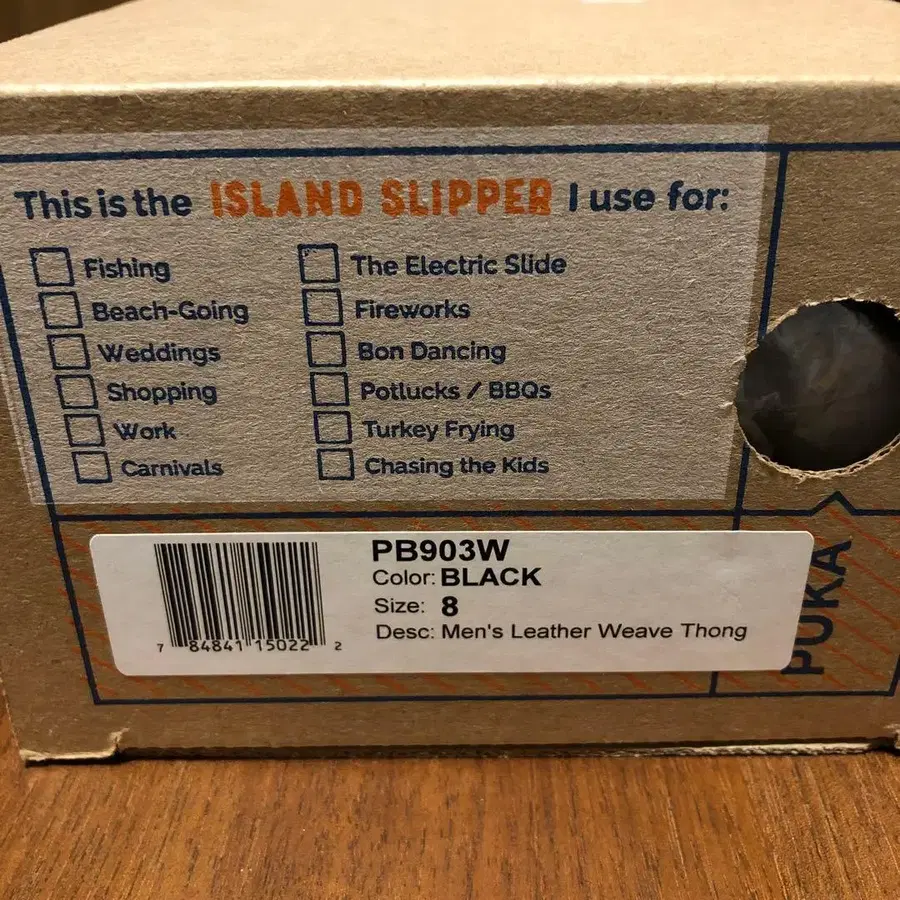 This is the ISLAND SLIPPER I use for:
Fishing
Beach-Going
Weddings
Shopping
Work
Carnivals
The Electric Slide
Fireworks
Bon Dancing
Potlucks / BBQs
Turkey Frying
Chasing the Kids
PB903W
Color: BLACK
Size: 8
Desc: Men's Leather Weave Thong
7 84841 15022 2
PUKA